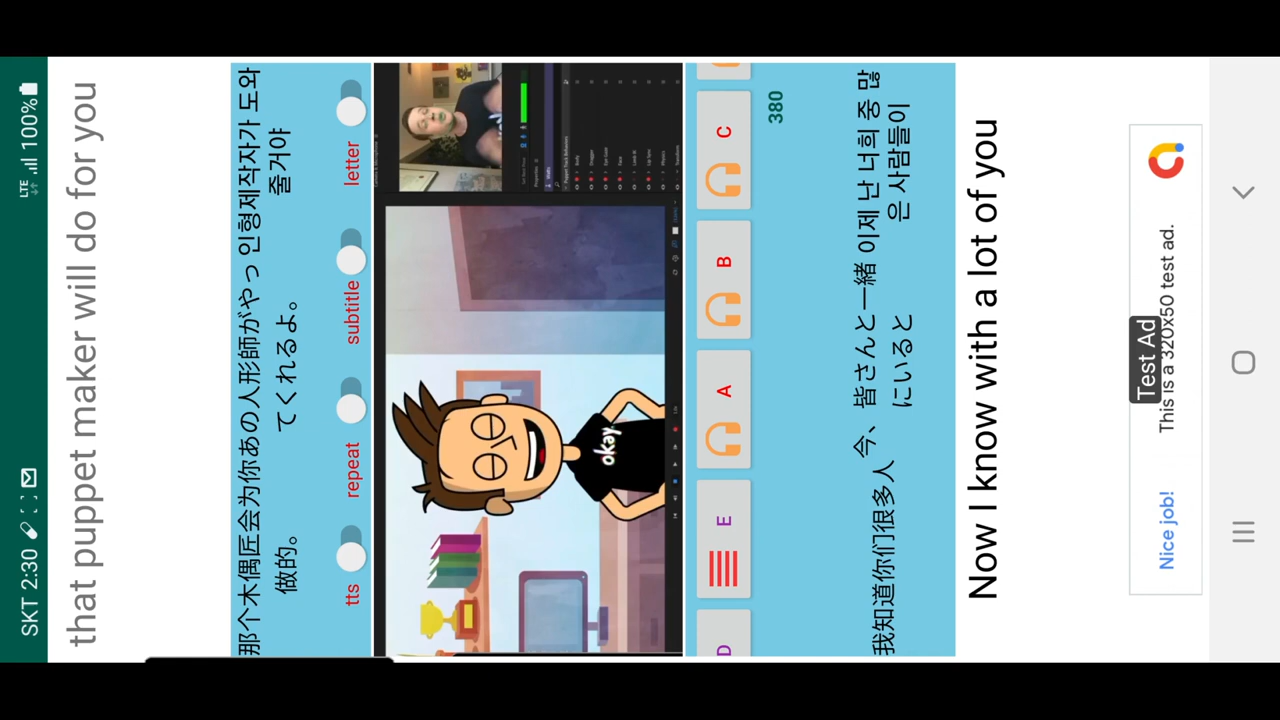 SKT 2:30
LTE
100%
that puppet maker will do for you
那个木偶匠会为你
做的。
あの人形師がやっ
てくれるよ。
인형제작자가 도와
줄거야
tts
repeat
subtitle
letter
okay
D
E
A
B
C
380
我知道你们很多人
今、皆さんと一緒
にいると
이제 난 너희 중 많
은 사람들이
Now I know with a lot of you
Test Ad
Nice job!
This is a 320x50 test ad.